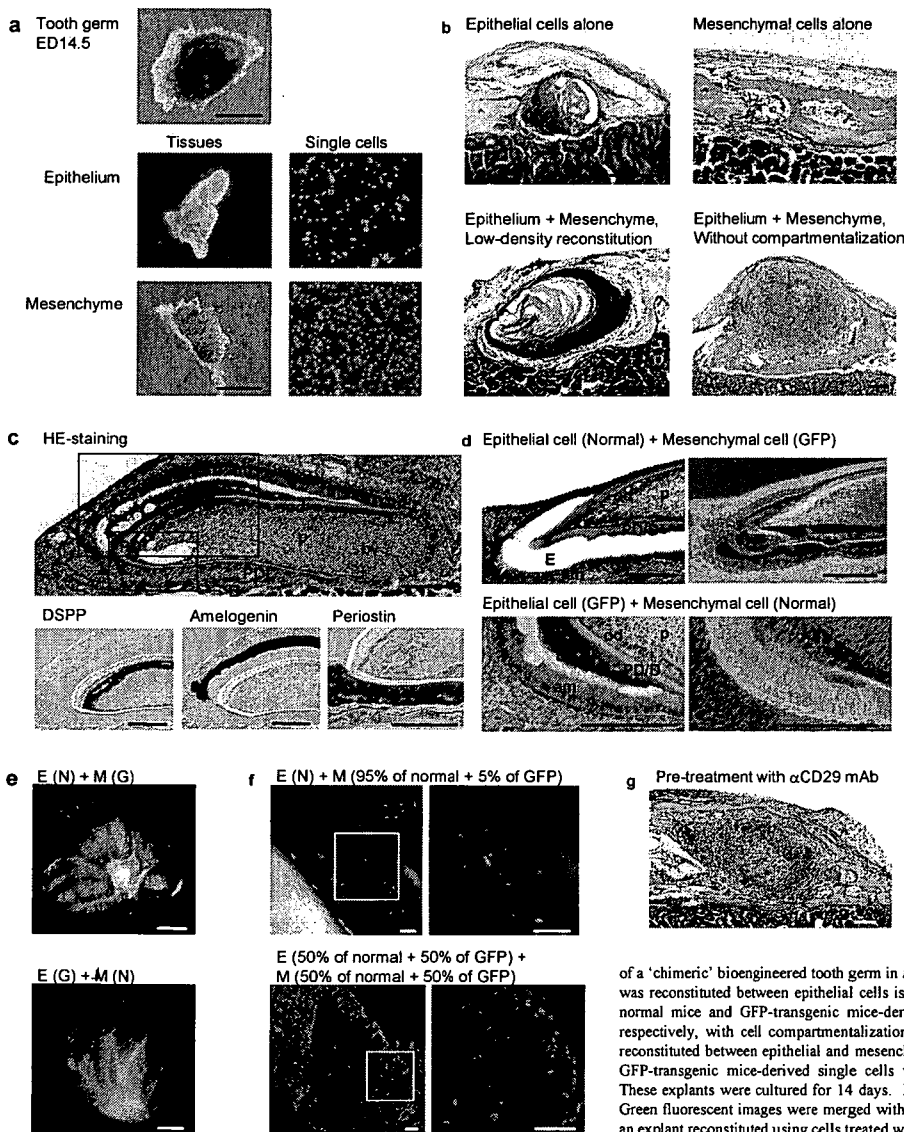 a Tooth germ
ED14.5
Tissues
Single cells
Epithelium
Mesenchyme
b Epithelial cells alone
Mesenchymal cells alone
Epithelium + Mesenchyme,
Low-density reconstitution
Epithelium + Mesenchyme,
Without compartmentalization
c HE-staining
DSPP
Amelogenin
Periostin
d Epithelial cell (Normal) + Mesenchymal cell (GFP)
E
Epithelial cell (GFP) + Mesenchymal cell (Normal)
od
p
PD/D
am
e E (N) + M (G)
E (G) + M (N)
f E (N) + M (95% of normal + 5% of GFP)
E (50% of normal + 50% of GFP) +
M (50% of normal + 50% of GFP)
g Pre-treatment with αCD29 mAb
of a 'chimeric' bioengineered tooth germ in
was reconstituted between epithelial cells is
normal mice and GFP-transgenic mice-den
respectively, with cell compartmentalization
reconstituted between epithelial and mesench
GFP-transgenic mice-derived single cells
These explants were cultured for 14 days.
Green fluorescent images were merged with
an explant reconstituted using cells treated w